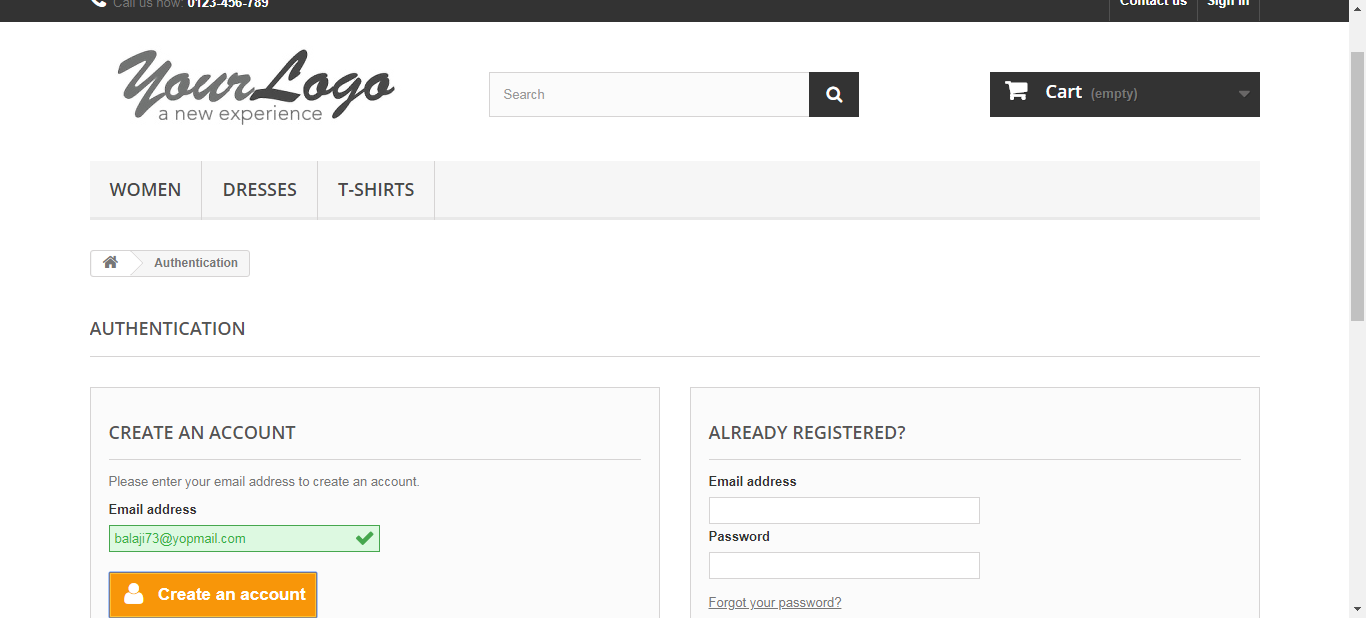 Call us now: 0123-456-789
Contact us
Sign in
YourLogo
a new experience
Search
Cart (empty)
WOMEN
DRESSES
T-SHIRTS
Authentication
AUTHENTICATION
CREATE AN ACCOUNT
Please enter your email address to create an account.
Email address
balaji73@yopmail.com
Create an account
ALREADY REGISTERED?
Email address
Password
Forgot your password?